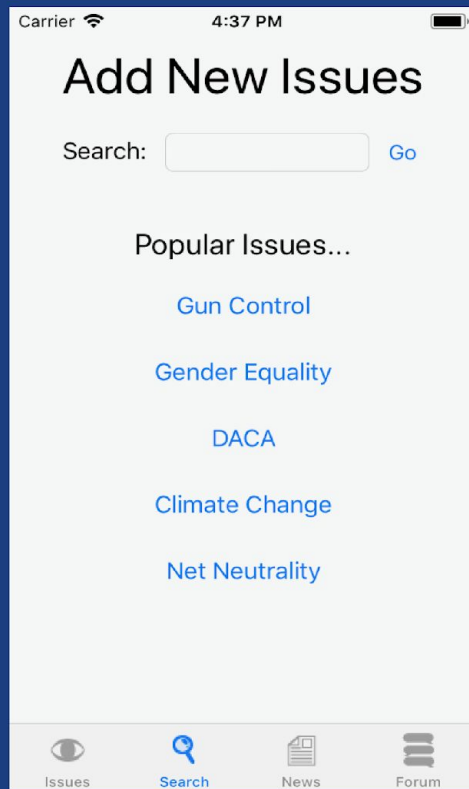 Carrier 4:37 PM
Add New Issues
Search: Go
Popular Issues...
Gun Control
Gender Equality
DACA
Climate Change
Net Neutrality
Issues Search News Forum